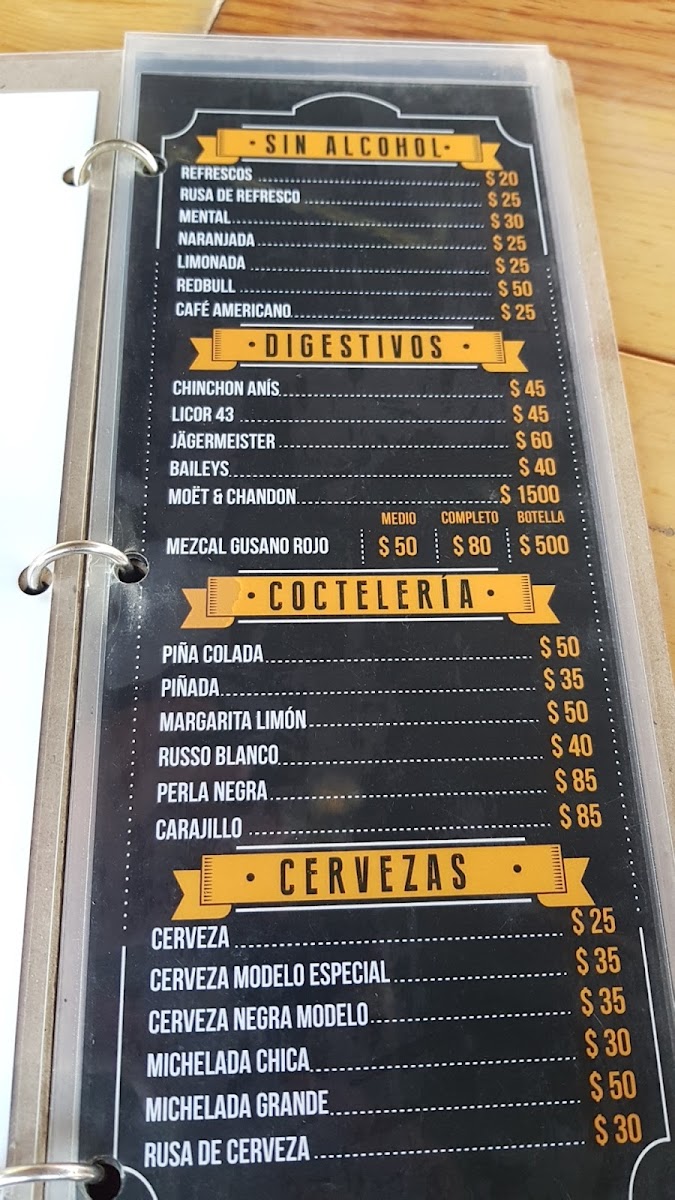 · SIN ALCOHOL ·
REFRESCOS $ 20
RUSA DE REFRESCO $ 25
MENTAL $ 30
NARANJADA $ 25
LIMONADA $ 25
REDBULL $ 50
CAFÉ AMERICANO $ 25
· DIGESTIVOS ·
CHINCHON ANÍS $ 45
LICOR 43 $ 45
JÄGERMEISTER $ 60
BAILEYS $ 40
MOËT & CHANDON $ 1500
MEDIO COMPLETO BOTELLA
MEZCAL GUSANO ROJO $ 50 $ 80 $ 500
· COCTELERÍA ·
PIÑA COLADA $ 50
PIÑADA $ 35
MARGARITA LIMÓN $ 50
RUSSO BLANCO $ 40
PERLA NEGRA $ 85
CARAJILLO $ 85
· CERVEZAS ·
CERVEZA $ 25
CERVEZA MODELO ESPECIAL $ 35
CERVEZA NEGRA MODELO $ 35
MICHELADA CHICA $ 30
MICHELADA GRANDE $ 50
RUSA DE CERVEZA $ 30